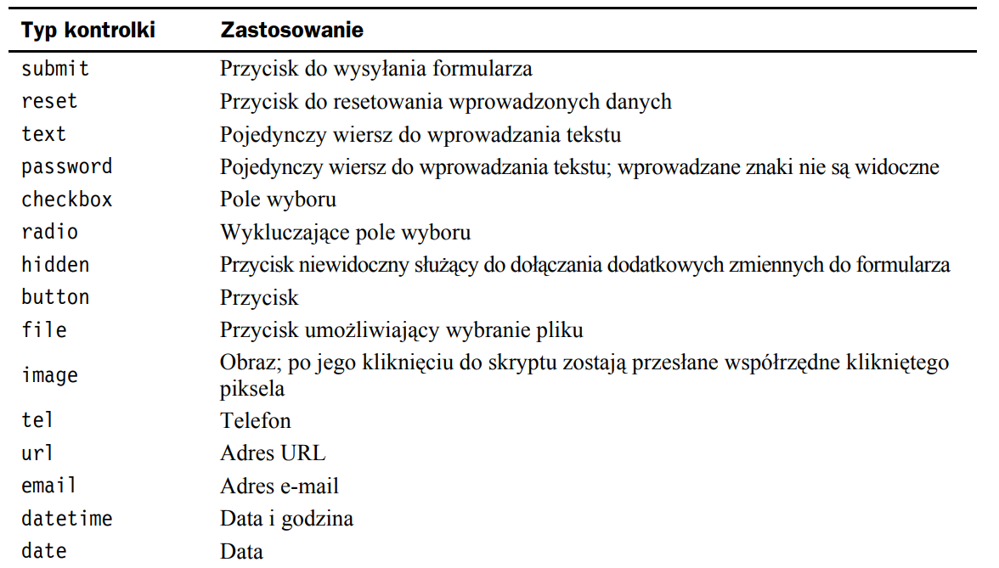 Typ kontrolki Zastosowanie
submit Przycisk do wysyłania formularza
reset Przycisk do resetowania wprowadzonych danych
text Pojedynczy wiersz do wprowadzania tekstu
password Pojedynczy wiersz do wprowadzania tekstu; wprowadzane znaki nie są widoczne
checkbox Pole wyboru
radio Wykluczające pole wyboru
hidden Przycisk niewidoczny służący do dołączania dodatkowych zmiennych do formularza
button Przycisk
file Przycisk umożliwiający wybranie pliku
image Obraz; po jego kliknięciu do skryptu zostają przesłane współrzędne klikniętego
piksela
tel Telefon
url Adres URL
email Adres e-mail
datetime Data i godzina
date Data